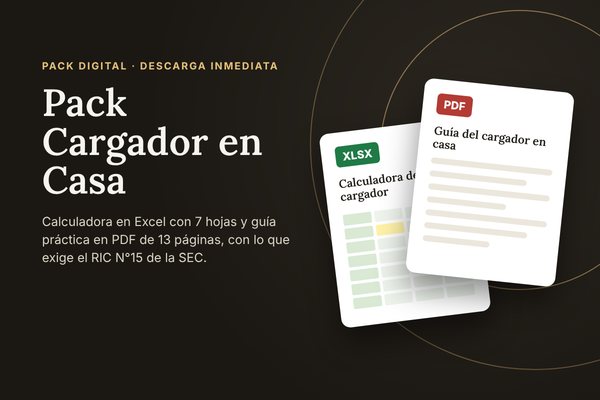 PACK DIGITAL · DESCARGA INMEDIATA
Pack
Cargador en
Casa
Calculadora en Excel con 7 hojas y guía
práctica en PDF de 13 páginas, con lo que
exige el RIC N°15 de la SEC.
XLSX
Calculadora de
cargador
PDF
Guía del cargador en
casa